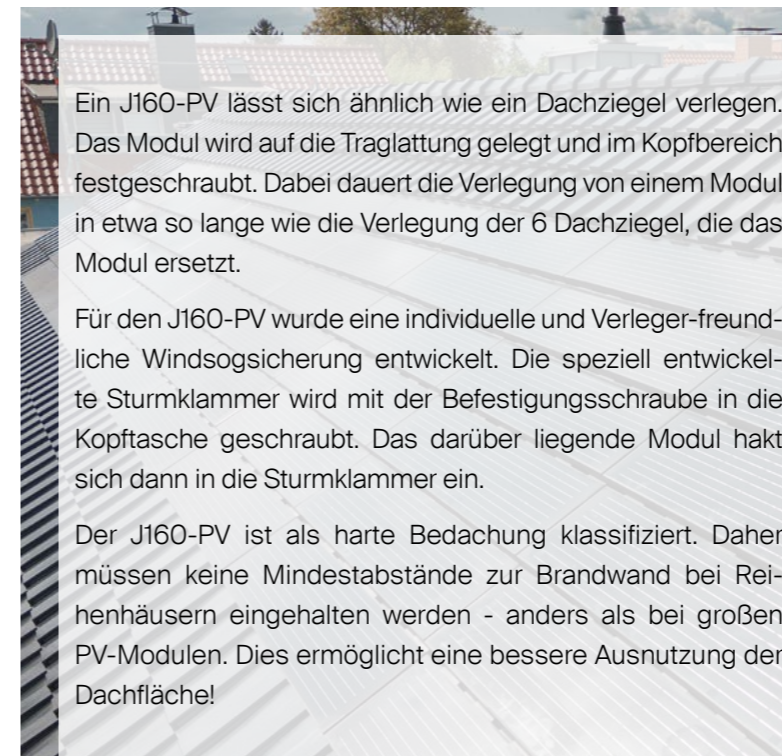 Ein J160-PV lässt sich ähnlich wie ein Dachziegel verlegen.
Das Modul wird auf die Traglattung gelegt und im Kopfbereich
festgeschraubt. Dabei dauert die Verlegung von einem Modul
in etwa so lange wie die Verlegung der 6 Dachziegel, die das
Modul ersetzt.
Für den J160-PV wurde eine individuelle und Verleger-freund-
liche Windsogsicherung entwickelt. Die speziell entwickel-
te Sturmklammer wird mit der Befestigungsschraube in die
Kopftasche geschraubt. Das darüber liegende Modul hakt
sich dann in die Sturmklammer ein.
Der J160-PV ist als harte Bedachung klassifiziert. Daher
müssen keine Mindestabstände zur Brandwand bei Rei-
henhäusern eingehalten werden - anders als bei großen
PV-Modulen. Dies ermöglicht eine bessere Ausnutzung der
Dachfläche!